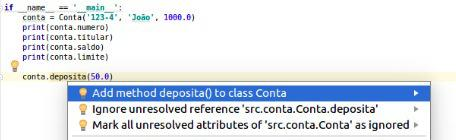 if __name__ == '__main__':
    conta = Conta('123-4', 'João', 1000.0)
    print(conta.numero)
    print(conta.titular)
    print(conta.saldo)
    print(conta.limite)
    conta.deposita(50.0)
Add method deposita() to class Conta
Ignore unresolved reference 'src.conta.Conta.deposita'
Mark all unresolved attributes of 'src.conta.Conta' as ignored